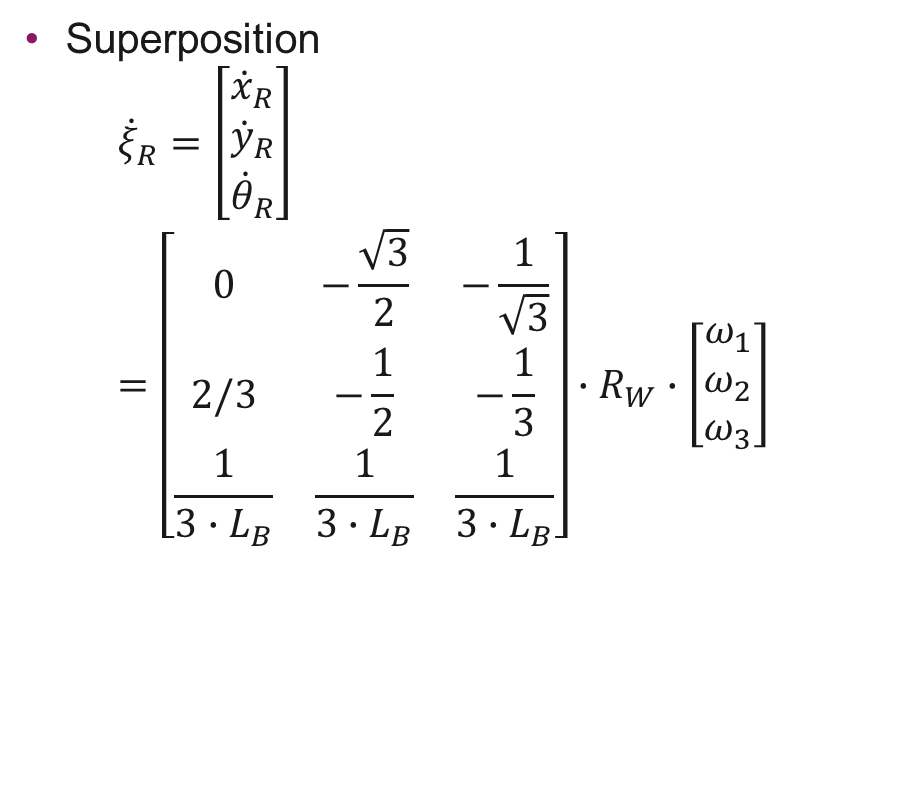 • Superposition
ξ̇_R = [ẋ_R; ẏ_R; θ̇_R]
= [0, −√3/2, −1/√3; 2/3, −1/2, −1/3; 1/(3·L_B), 1/(3·L_B), 1/(3·L_B)] · R_W · [ω_1; ω_2; ω_3]